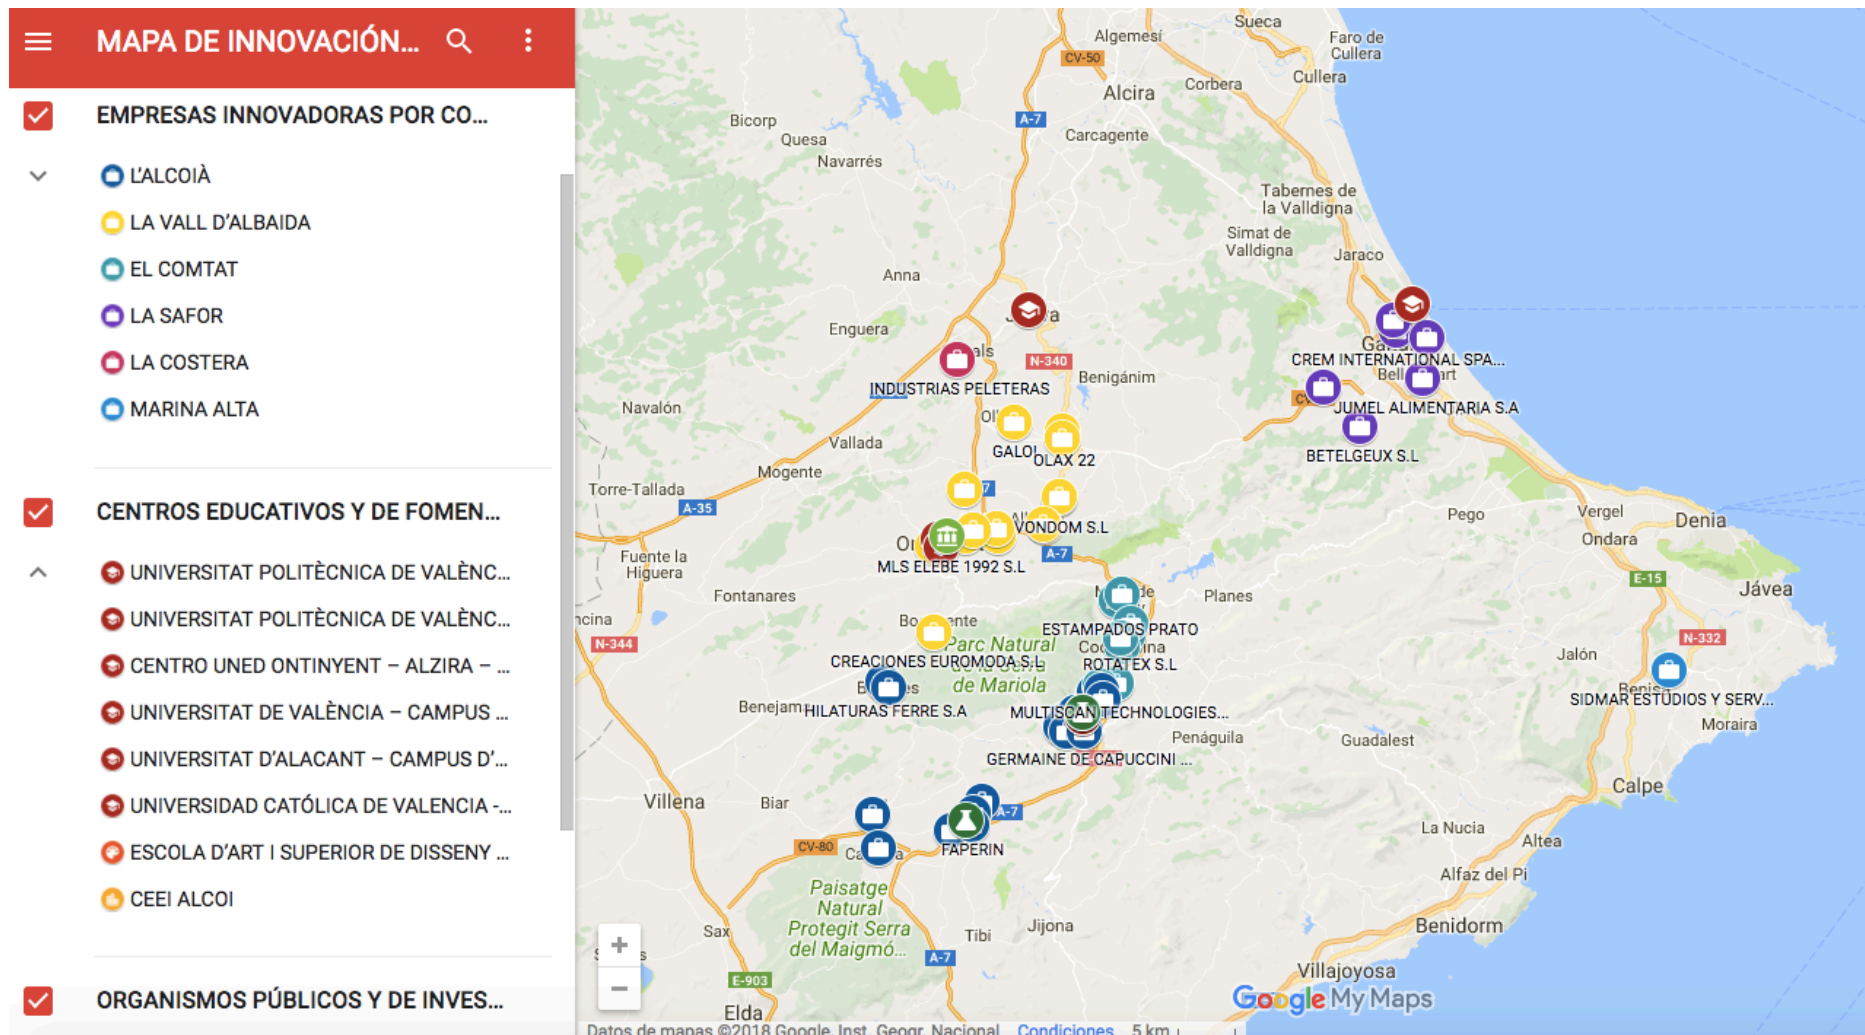 MAPA DE INNOVACIÓN...
EMPRESAS INNOVADORAS POR CO...
L'ALCOIÀ
LA VALL D'ALBAIDA
EL COMTAT
LA SAFOR
LA COSTERA
MARINA ALTA
CENTROS EDUCATIVOS Y DE FOMEN...
UNIVERSITAT POLITÈCNICA DE VALÈNC...
UNIVERSITAT POLITÈCNICA DE VALÈNC...
CENTRO UNED ONTINYENT – ALZIRA – ...
UNIVERSITAT DE VALÈNCIA – CAMPUS ...
UNIVERSITAT D'ALACANT – CAMPUS D'...
UNIVERSIDAD CATÓLICA DE VALENCIA -...
ESCOLA D'ART I SUPERIOR DE DISSENY ...
CEEI ALCOI
ORGANISMOS PÚBLICOS Y DE INVES...
Sueca
Algemesí
Faro de
Cullera
CV-50
Cullera
Corbera
Alcira
Bicorp
A-7
Carcagente
Quesa
Navarrés
Tabernes de
la Valldigna
Simat de
Valldigna
Jaraco
Anna
Enguera
N-340
CREM INTERNATIONAL SPA...
Benigánim
INDUSTRIAS PELETERAS
Navalón
JUMEL ALIMENTARIA S.A
Vallada
GALOI
OLAX 22
BETELGEUX S.L
Mogente
Torre-Tallada
A-35
Pego
Vergel
Denia
Ondara
VONDOM S.L
A-7
Fuente la
Higuera
MLS ELEBE 1992 S.L
E-15
Jávea
Fontanares
Planes
N-344
ESTAMPADOS PRATO
N-332
Parc Natural
de la Serra
de Mariola
CREACIONES EUROMODA S.L
ROTATEX S.L
Jalón
SIDMAR ESTUDIOS Y SERV...
Moraira
Benejama
HILATURAS FERRE S.A
MULTISCAN TECHNOLOGIES...
Penáguila
Guadalest
GERMAINE DE CAPUCCINI ...
Calpe
Villena
Biar
A-7
La Nucia
Altea
CV-80
FAPERIN
Alfaz del Pi
Paisatge
Natural
Protegit Serra
del Maigmó...
Sax
Tibi
Jijona
Benidorm
A-7
E-903
Villajoyosa
Google My Maps
Elda
Datos de mapas ©2018 Google, Inst. Geogr. Nacional
Condiciones
5 km